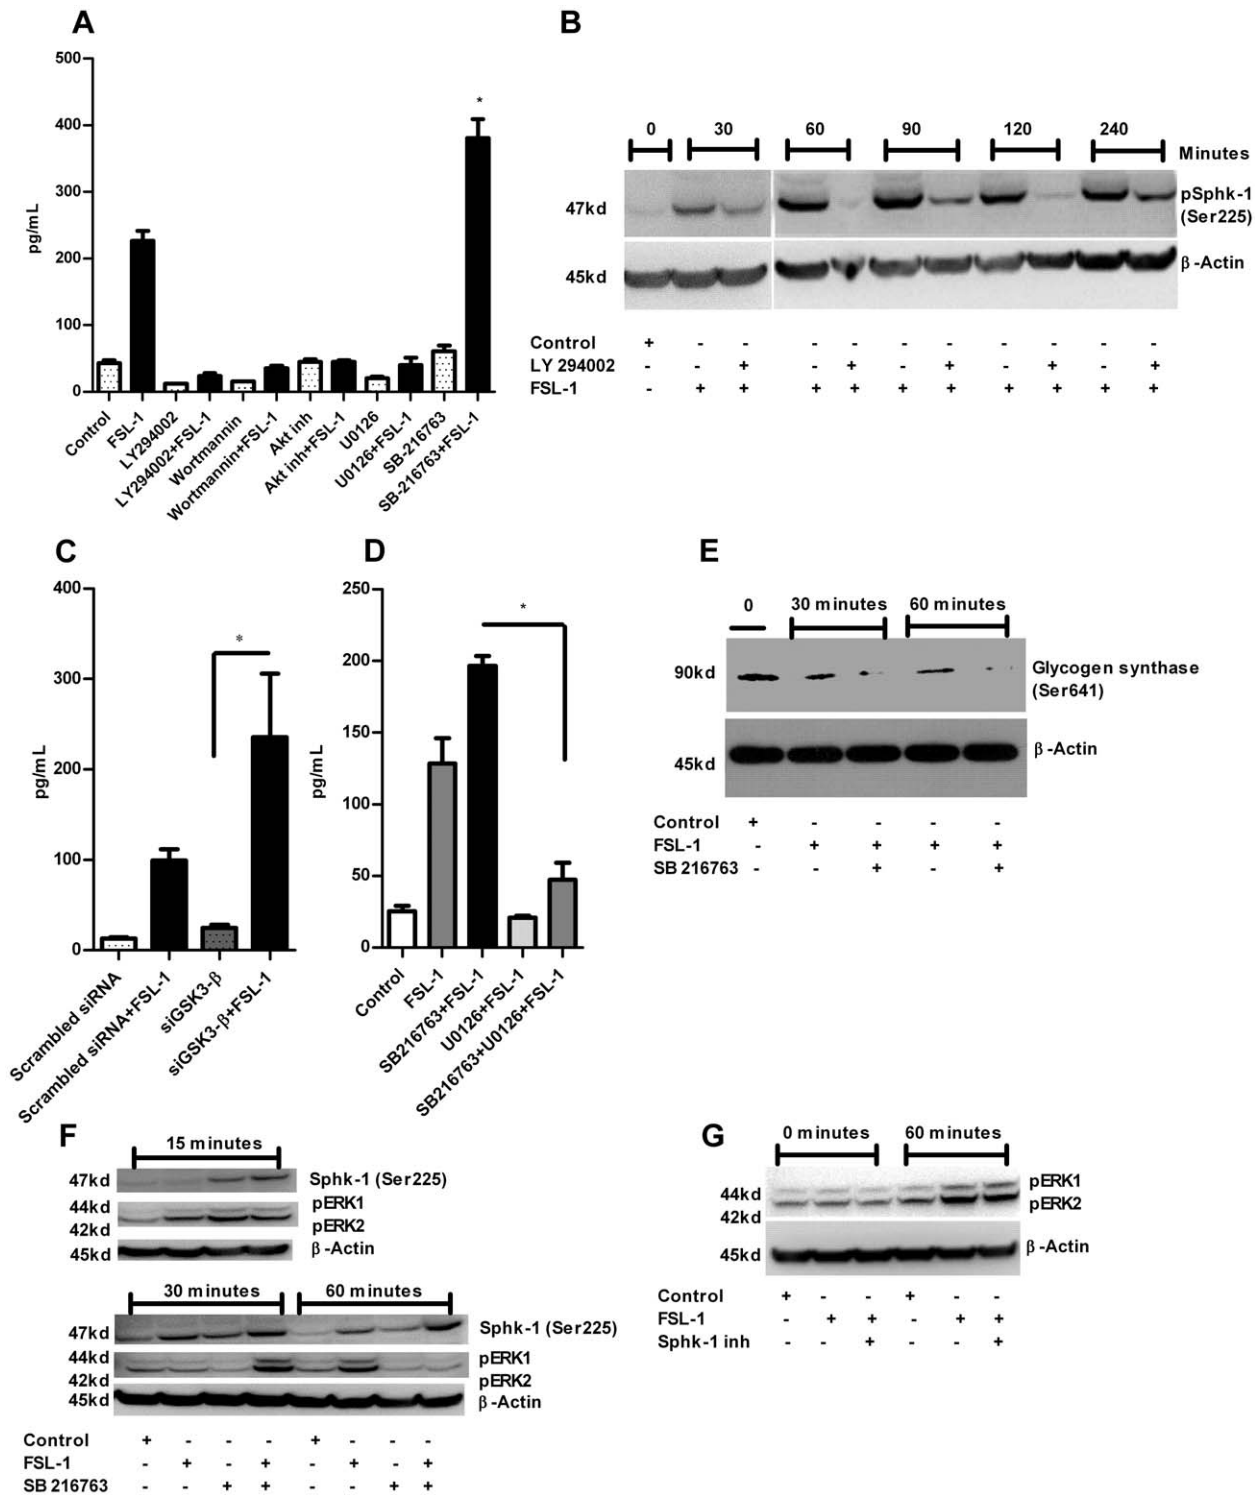 A
500
400
300
200
100
0
pg/mL
*
Control
FSL-1
LY294002
LY294002+FSL-1
Wortmannin
Wortmannin+FSL-1
Akt inh
Akt inh+FSL-1
U0126
U0126+FSL-1
SB-216763
SB-216763+FSL-1
B
0 30 60 90 120 240
Minutes
47kd
pSphk-1
(Ser225)
45kd
β-Actin
Control + - - - - - - - - - -
LY 294002 - - + - + - + - + - +
FSL-1 - + + + + + + + + + +
C
400
300
200
100
0
pg/mL
*
Scrambled siRNA
Scrambled siRNA+FSL-1
siGSK3-β
siGSK3-β+FSL-1
D
250
200
150
100
50
0
pg/mL
*
Control
FSL-1
SB216763+FSL-1
U0126+FSL-1
SB216763+U0126+FSL-1
E
0 30 minutes 60 minutes
90kd
Glycogen synthase
(Ser641)
45kd
β-Actin
Control + - - - -
FSL-1 - + + + +
SB 216763 - - + - +
F
15 minutes
47kd Sphk-1 (Ser225)
44kd pERK1
42kd pERK2
45kd β-Actin
30 minutes 60 minutes
47kd Sphk-1 (Ser225)
44kd pERK1
42kd pERK2
45kd β-Actin
Control + - - - + - - -
FSL-1 - + - + - + - +
SB 216763 - - + + - - + +
G
0 minutes 60 minutes
44kd pERK1
42kd pERK2
45kd β-Actin
Control + - - + - -
FSL-1 - + + - + +
Sphk-1 inh - - + - - +